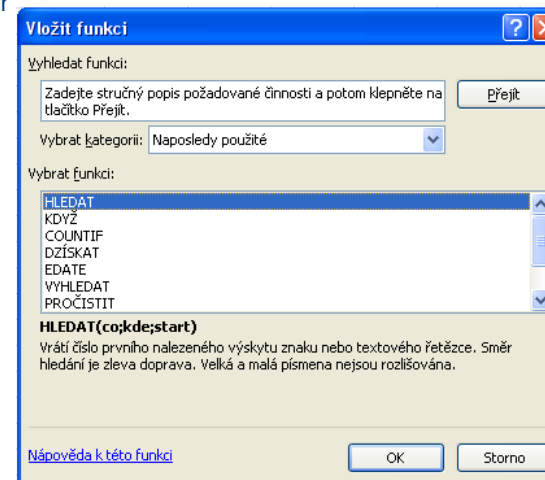 r
Vložit funkci
Vyhledat funkci:
Zadejte stručný popis požadované činnosti a potom klepněte na
tlačítko Přejít.
Přejít
Vybrat kategorii: Naposledy použité
Vybrat funkci:
HLEDAT
KDYŽ
COUNTIF
DZÍSKAT
EDATE
VYHLEDAT
PROČISTIT
HLEDAT(co;kde;start)
Vrátí číslo prvního nalezeného výskytu znaku nebo textového řetězce. Směr
hledání je zleva doprava. Velká a malá písmena nejsou rozlišována.
Nápověda k této funkci
OK
Storno